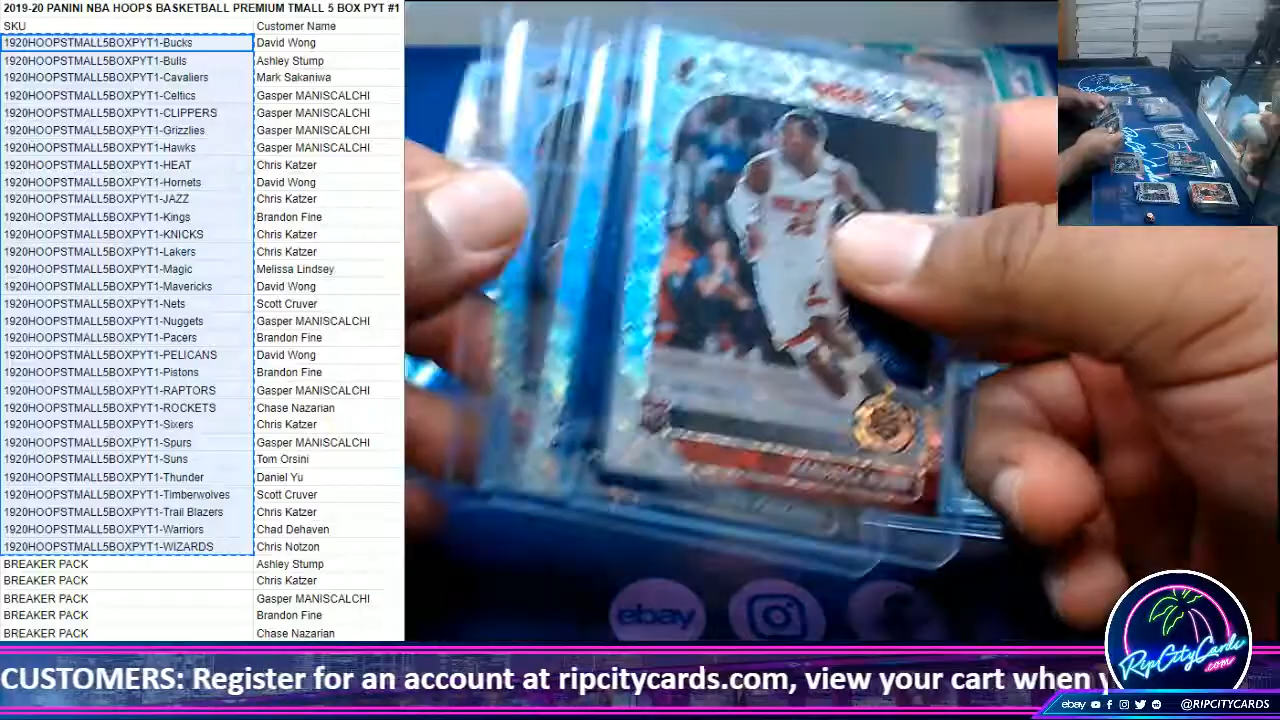 2019-20 PANINI NBA HOOPS BASKETBALL PREMIUM TMALL 5 BOX PYT #1
SKU Customer Name
1920HOOPSTMALL5BOXPYT1-Bucks David Wong
1920HOOPSTMALL5BOXPYT1-Bulls Ashley Stump
1920HOOPSTMALL5BOXPYT1-Cavaliers Mark Sakaniwa
1920HOOPSTMALL5BOXPYT1-Celtics Gasper MANISCALCHI
1920HOOPSTMALL5BOXPYT1-CLIPPERS Gasper MANISCALCHI
1920HOOPSTMALL5BOXPYT1-Grizzlies Gasper MANISCALCHI
1920HOOPSTMALL5BOXPYT1-Hawks Gasper MANISCALCHI
1920HOOPSTMALL5BOXPYT1-HEAT Chris Katzer
1920HOOPSTMALL5BOXPYT1-Hornets David Wong
1920HOOPSTMALL5BOXPYT1-JAZZ Chris Katzer
1920HOOPSTMALL5BOXPYT1-Kings Brandon Fine
1920HOOPSTMALL5BOXPYT1-KNICKS Chris Katzer
1920HOOPSTMALL5BOXPYT1-Lakers Chris Katzer
1920HOOPSTMALL5BOXPYT1-Magic Melissa Lindsey
1920HOOPSTMALL5BOXPYT1-Mavericks David Wong
1920HOOPSTMALL5BOXPYT1-Nets Scott Cruver
1920HOOPSTMALL5BOXPYT1-Nuggets Gasper MANISCALCHI
1920HOOPSTMALL5BOXPYT1-Pacers Brandon Fine
1920HOOPSTMALL5BOXPYT1-PELICANS David Wong
1920HOOPSTMALL5BOXPYT1-Pistons Brandon Fine
1920HOOPSTMALL5BOXPYT1-RAPTORS Gasper MANISCALCHI
1920HOOPSTMALL5BOXPYT1-ROCKETS Chase Nazarian
1920HOOPSTMALL5BOXPYT1-Sixers Chris Katzer
1920HOOPSTMALL5BOXPYT1-Spurs Gasper MANISCALCHI
1920HOOPSTMALL5BOXPYT1-Suns Tom Orsini
1920HOOPSTMALL5BOXPYT1-Thunder Daniel Yu
1920HOOPSTMALL5BOXPYT1-Timberwolves Scott Cruver
1920HOOPSTMALL5BOXPYT1-Trail Blazers Chris Katzer
1920HOOPSTMALL5BOXPYT1-Warriors Chad Dehaven
1920HOOPSTMALL5BOXPYT1-WIZARDS Chris Notzon
BREAKER PACK Ashley Stump
BREAKER PACK Chris Katzer
BREAKER PACK Gasper MANISCALCHI
BREAKER PACK Brandon Fine
BREAKER PACK Chase Nazarian
ebay
CUSTOMERS: Register for an account at ripcitycards.com, view your cart when
RipCityCards
.com
ebay @RIPCITYCARDS